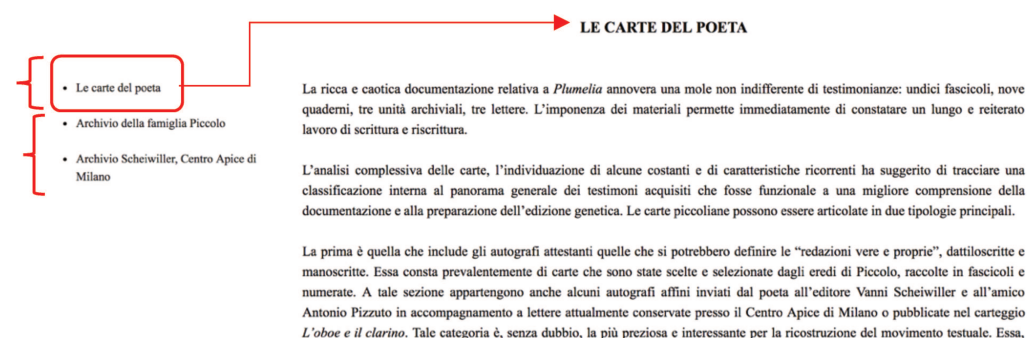 LE CARTE DEL POETA
• Le carte del poeta
• Archivio della famiglia Piccolo
• Archivio Scheiwiller, Centro Apice di
Milano
La ricca e caotica documentazione relativa a Plumelia annovera una mole non indifferente di testimonianze: undici fascicoli, nove
quaderni, tre unità archiviali, tre lettere. L’imponenza dei materiali permette immediatamente di constatare un lungo e reiterato
lavoro di scrittura e riscrittura.
L’analisi complessiva delle carte, l’individuazione di alcune costanti e di caratteristiche ricorrenti ha suggerito di tracciare una
classificazione interna al panorama generale dei testimoni acquisiti che fosse funzionale a una migliore comprensione della
documentazione e alla preparazione dell’edizione genetica. Le carte piccoliane possono essere articolate in due tipologie principali.
La prima è quella che include gli autografi attestanti quelle che si potrebbero definire le “redazioni vere e proprie”, dattiloscritte e
manoscritte. Essa consta prevalentemente di carte che sono state scelte e selezionate dagli eredi di Piccolo, raccolte in fascicoli e
numerate. A tale sezione appartengono anche alcuni autografi affini inviati dal poeta all’editore Vanni Scheiwiller e all’amico
Antonio Pizzuto in accompagnamento a lettere attualmente conservate presso il Centro Apice di Milano o pubblicate nel carteggio
L’oboe e il clarino. Tale categoria è, senza dubbio, la più preziosa e interessante per la ricostruzione del movimento testuale. Essa,